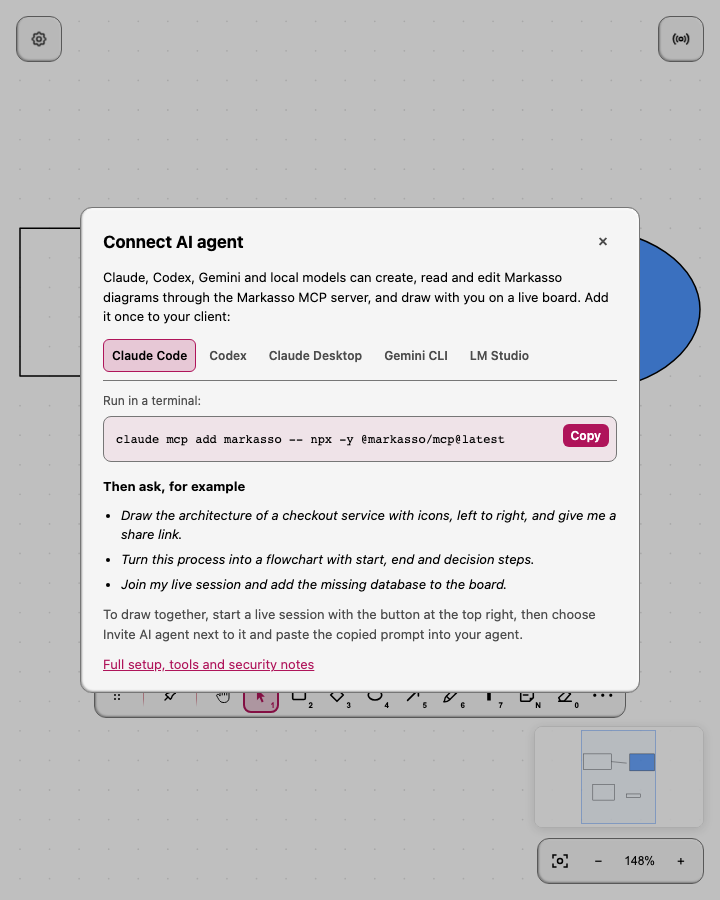 Connect AI agent
Claude, Codex, Gemini and local models can create, read and edit Markasso
diagrams through the Markasso MCP server, and draw with you on a live board. Add
it once to your client:
Claude Code Codex Claude Desktop Gemini CLI LM Studio
Run in a terminal:
claude mcp add markasso -- npx -y @markasso/mcp@latest
Copy
Then ask, for example
• Draw the architecture of a checkout service with icons, left to right, and give me a
share link.
• Turn this process into a flowchart with start, end and decision steps.
• Join my live session and add the missing database to the board.
To draw together, start a live session with the button at the top right, then choose
Invite AI agent next to it and paste the copied prompt into your agent.
Full setup, tools and security notes
1 2 3 4 5 6 7 N 0
− 148% +